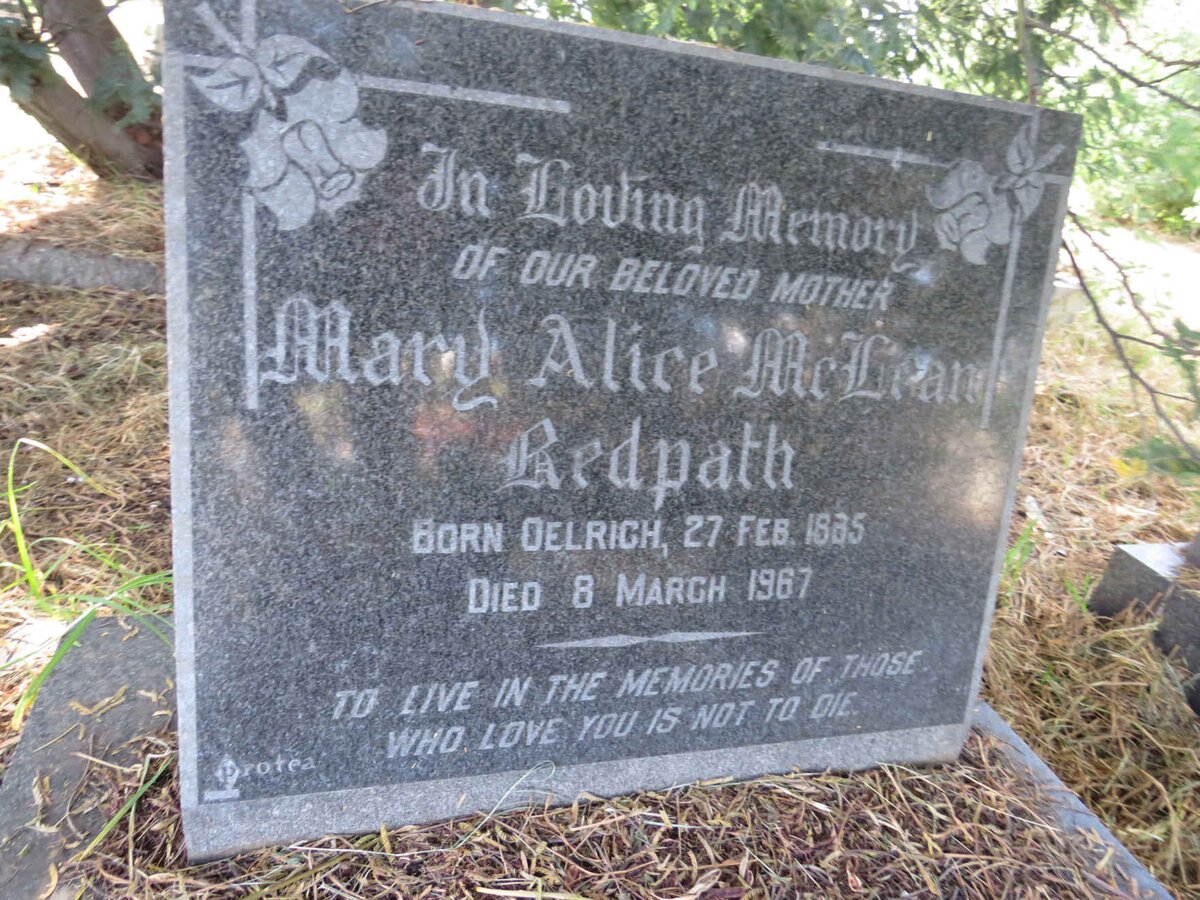 In Loving Memory
OF OUR BELOVED MOTHER
Mary Alice McLean
Redpath
BORN OELRICH, 27 FEB. 1885
DIED 8 MARCH 1967
TO LIVE IN THE MEMORIES OF THOSE
WHO LOVE YOU IS NOT TO DIE.
Protea